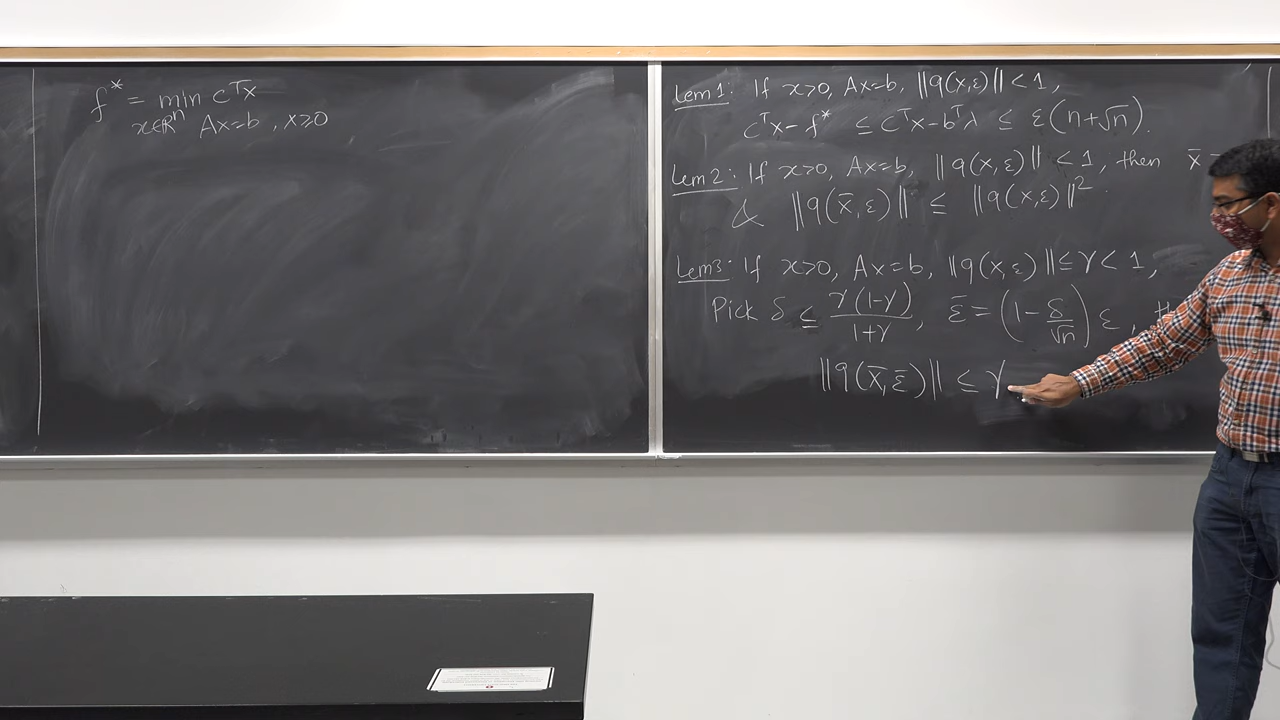 f* = min cᵀx
x∈ℝⁿ Ax=b, x≥0
Lem 1: If x>0, Ax=b, ||q(x,ε)|| < 1,
cᵀx - f* ≤ cᵀx - bᵀλ ≤ ε(n+√n).
Lem 2: If x>0, Ax=b, ||q(x,ε)|| < 1, then x̄
& ||q(x̄,ε)|| ≤ ||q(x,ε)||².
Lem 3: If x>0, Ax=b, ||q(x,ε)|| ≤ γ < 1,
Pick δ ≤ γ(1-γ)/(1+γ), ε̄ = (1 - δ/√n) ε,
||q(x̄,ε̄)|| ≤ γ